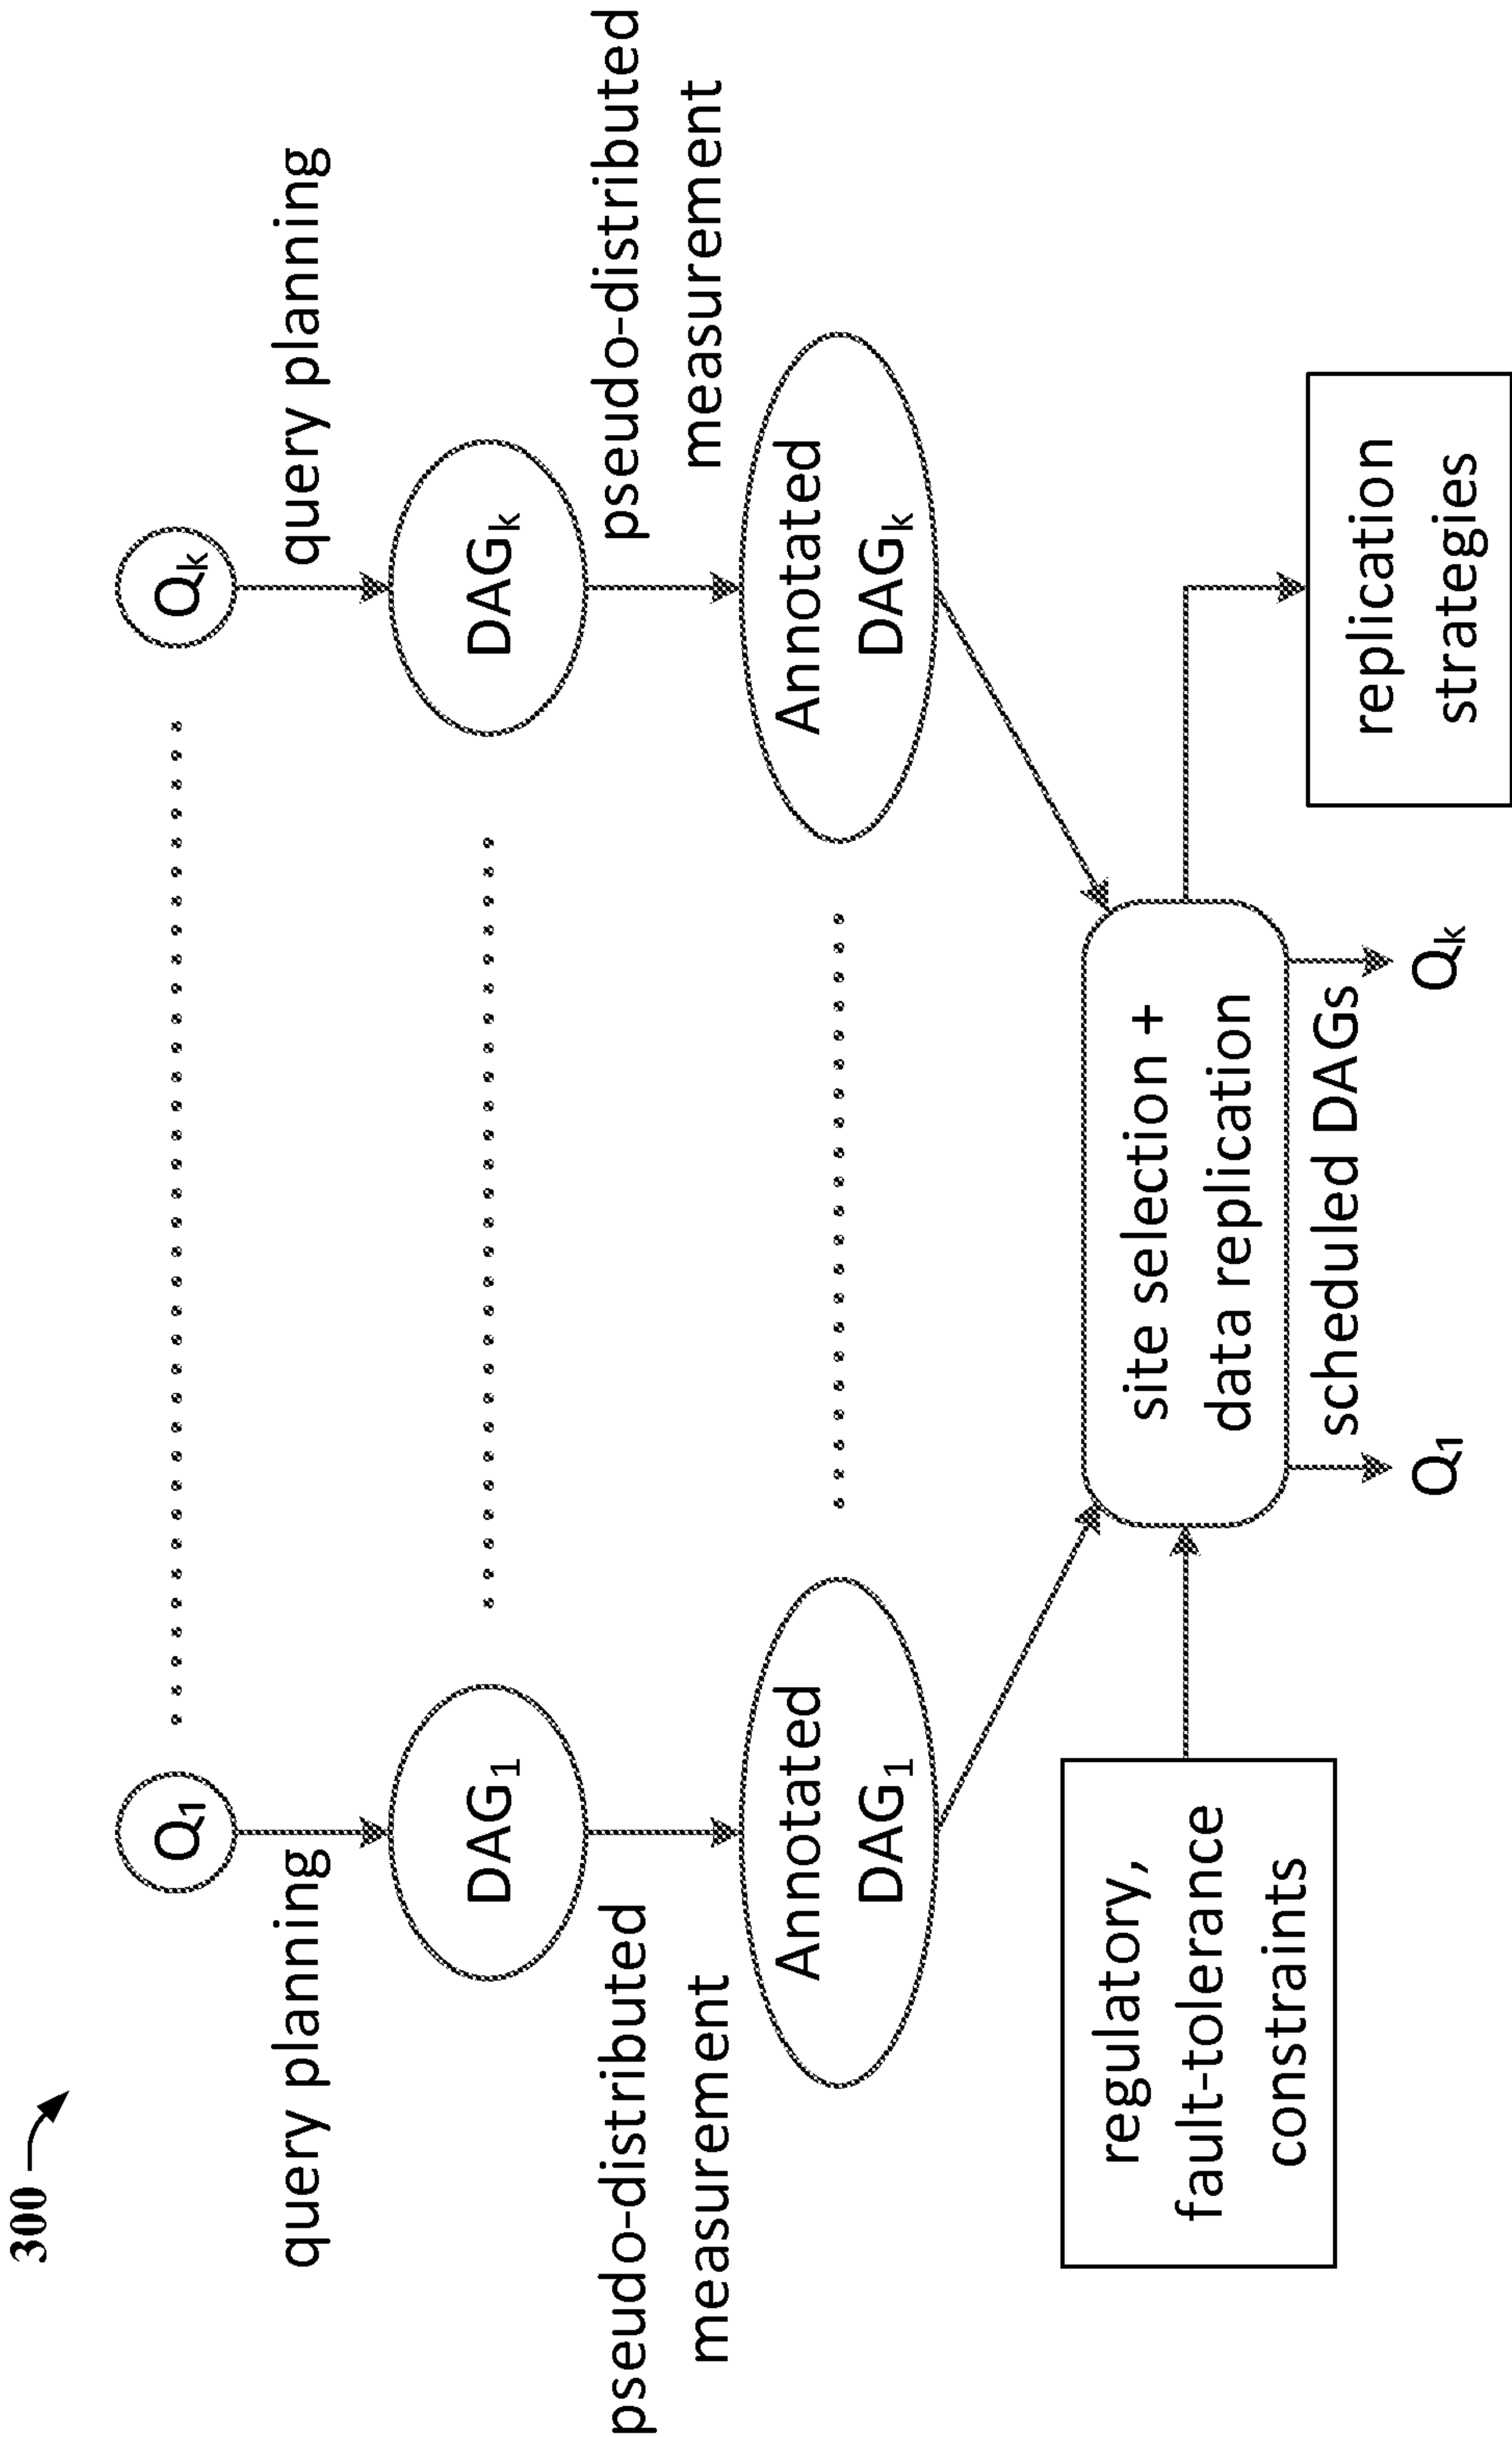 300
Q1
Qk
query planning
query planning
DAG1
DAGk
pseudo-distributed
measurement
pseudo-distributed
measurement
Annotated
DAG1
Annotated
DAGk
regulatory,
fault-tolerance
constraints
site selection +
data replication
scheduled DAGs
Q1
Qk
replication
strategies